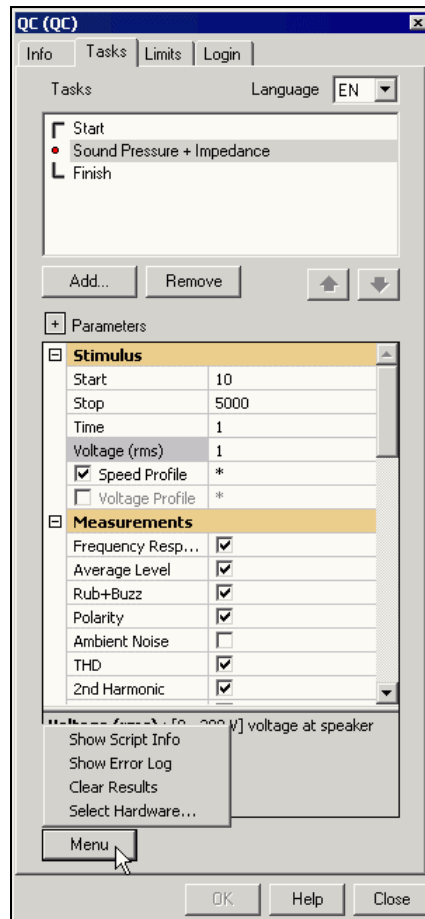 QC (QC)
Info Tasks Limits Login
Tasks Language EN
Start
Sound Pressure + Impedance
Finish
Add... Remove
Parameters
Stimulus
Start 10
Stop 5000
Time 1
Voltage (rms) 1
Speed Profile *
Voltage Profile *
Measurements
Frequency Resp...
Average Level
Rub+Buzz
Polarity
Ambient Noise
THD
2nd Harmonic
V] voltage at speaker
Show Script Info
Show Error Log
Clear Results
Select Hardware...
Menu
OK Help Close